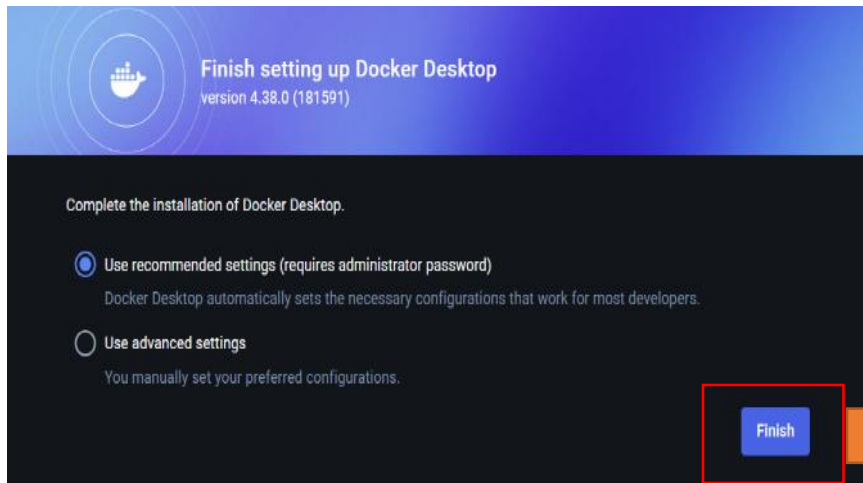 Finish setting up Docker Desktop
version 4.38.0 (181591)
Complete the installation of Docker Desktop.
Use recommended settings (requires administrator password)
Docker Desktop automatically sets the necessary configurations that work for most developers.
Use advanced settings
You manually set your preferred configurations.
Finish